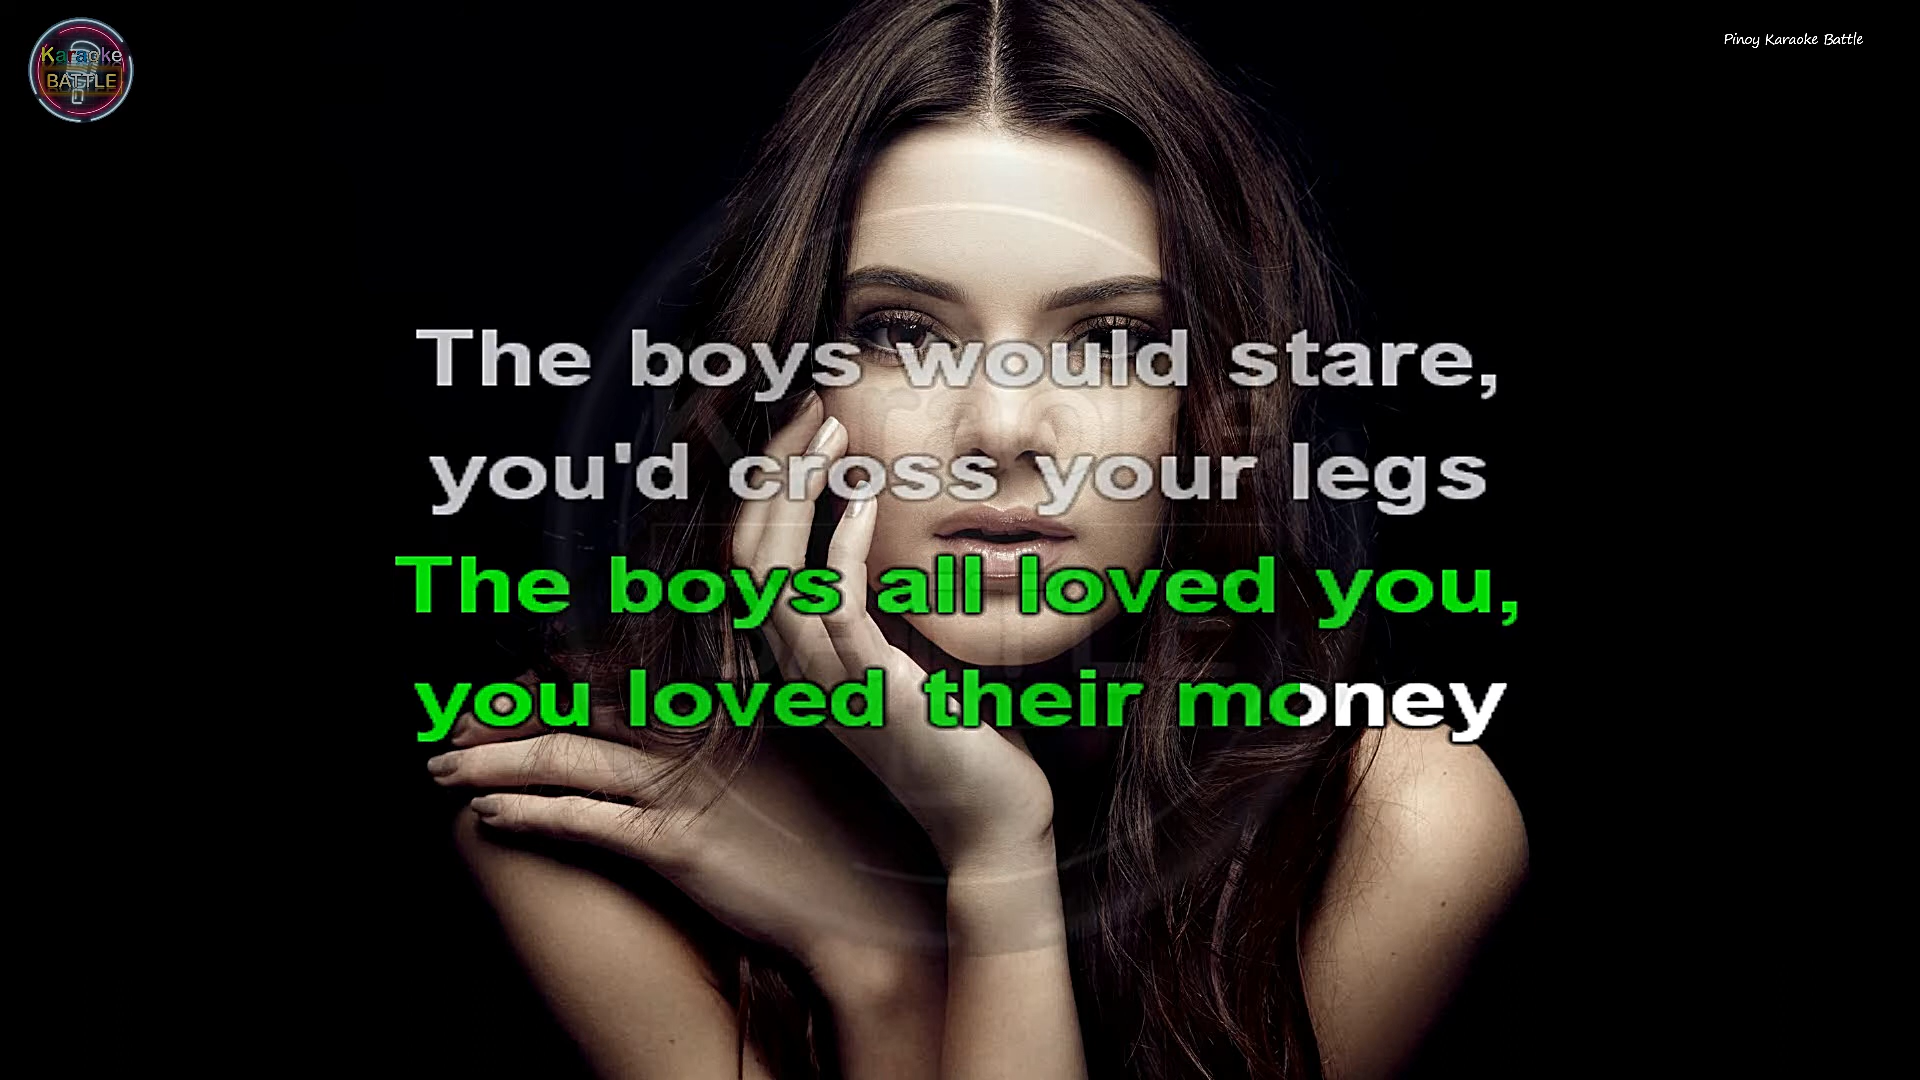 Karaoke
BATTLE
Pinoy Karaoke Battle
The boys would stare,
you'd cross your legs
The boys all loved you,
you loved their money